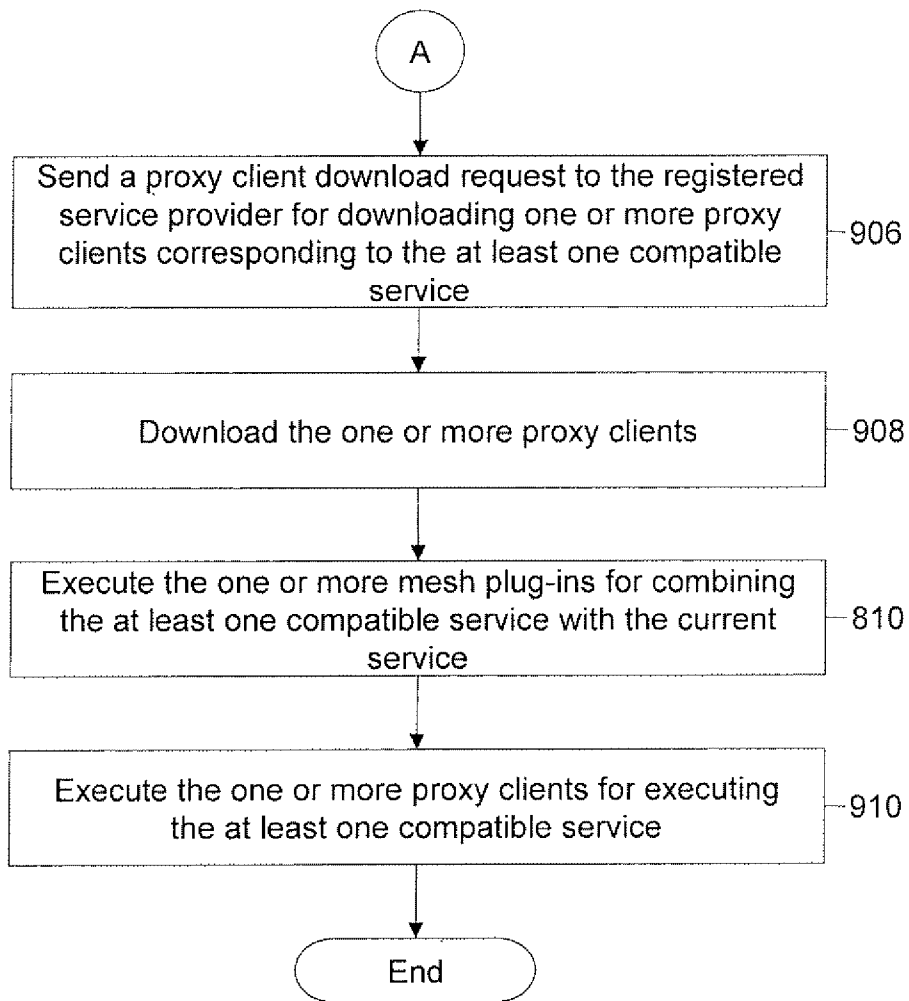 A
Send a proxy client download request to the registered
service provider for downloading one or more proxy
clients corresponding to the at least one compatible
service
906
Download the one or more proxy clients
908
Execute the one or more mesh plug-ins for combining
the at least one compatible service with the current
service
810
Execute the one or more proxy clients for executing
the at least one compatible service
910
End